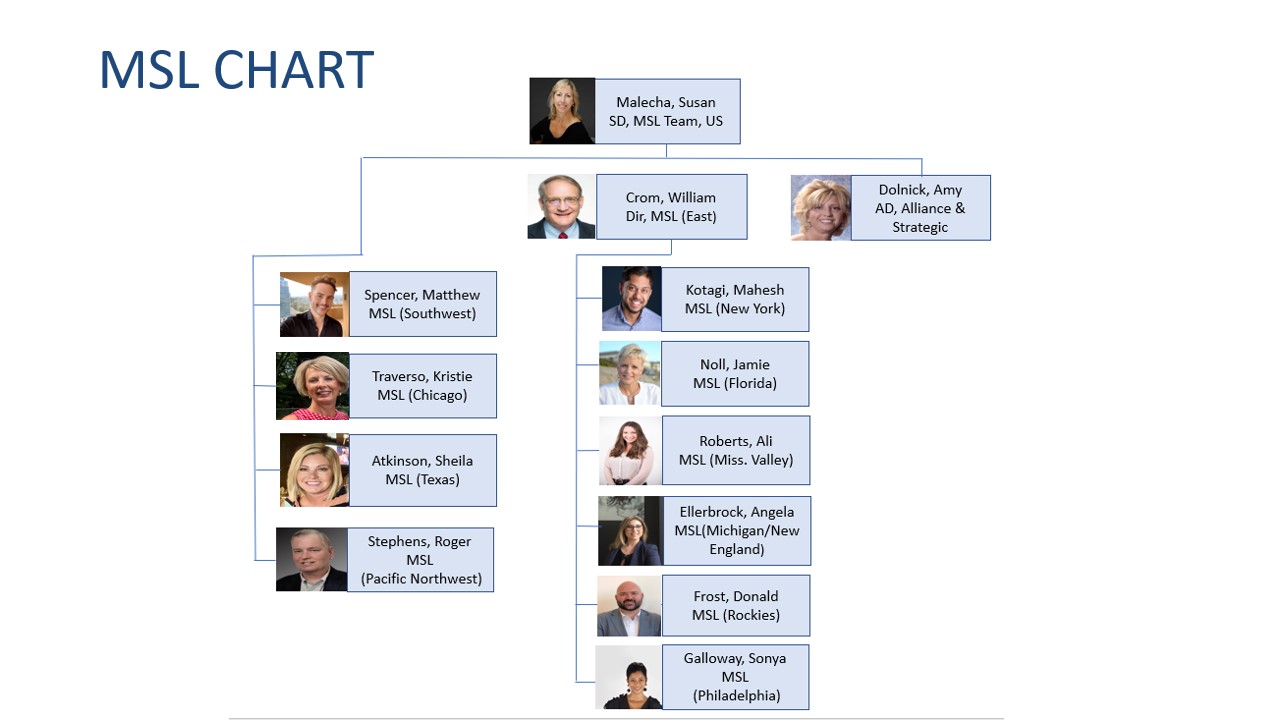 MSL CHART
Malecha, Susan
SD, MSL Team, US
Crom, William
Dir, MSL (East)
Dolnick, Amy
AD, Alliance &
Strategic
Spencer, Matthew
MSL (Southwest)
Traverso, Kristie
MSL (Chicago)
Atkinson, Sheila
MSL (Texas)
Stephens, Roger
MSL
(Pacific Northwest)
Kotagi, Mahesh
MSL (New York)
Noll, Jamie
MSL (Florida)
Roberts, Ali
MSL (Miss. Valley)
Ellerbrock, Angela
MSL(Michigan/New
England)
Frost, Donald
MSL (Rockies)
Galloway, Sonya
MSL
(Philadelphia)